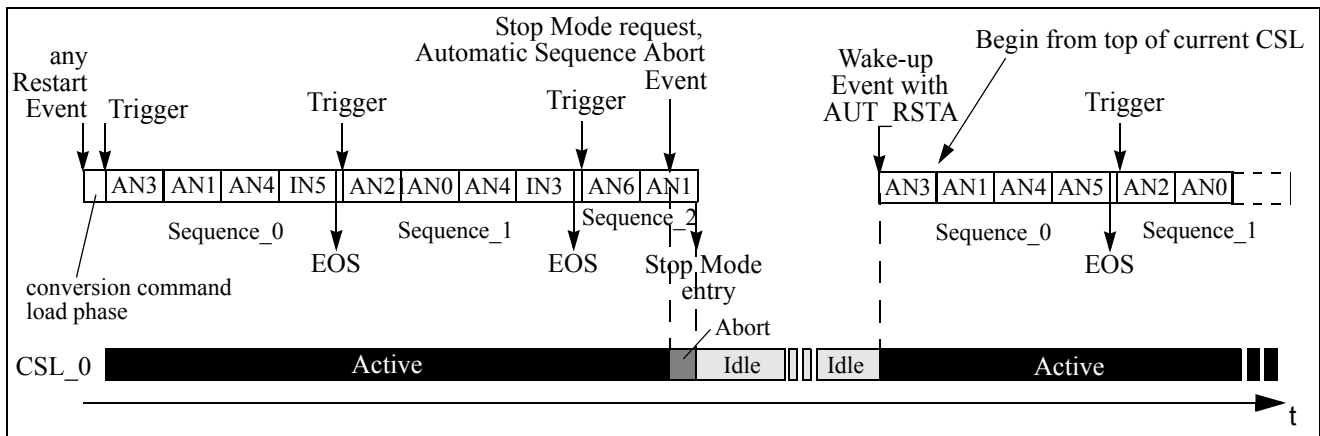 Stop Mode request,
Automatic Sequence Abort
Event
any
Restart
Event
Trigger
Trigger
Trigger
Wake-up
Event with
AUT_RSTA
Begin from top of current CSL
Trigger
AN3 AN1 AN4 IN5 AN21 AN0 AN4 IN3 AN6 AN1
AN3 AN1 AN4 AN5 AN2 AN0
Sequence_0
Sequence_1
Sequence_2
Sequence_0
Sequence_1
EOS
EOS
EOS
conversion command
load phase
Stop Mode
entry
Abort
CSL_0
Active
Idle
Idle
Active
t